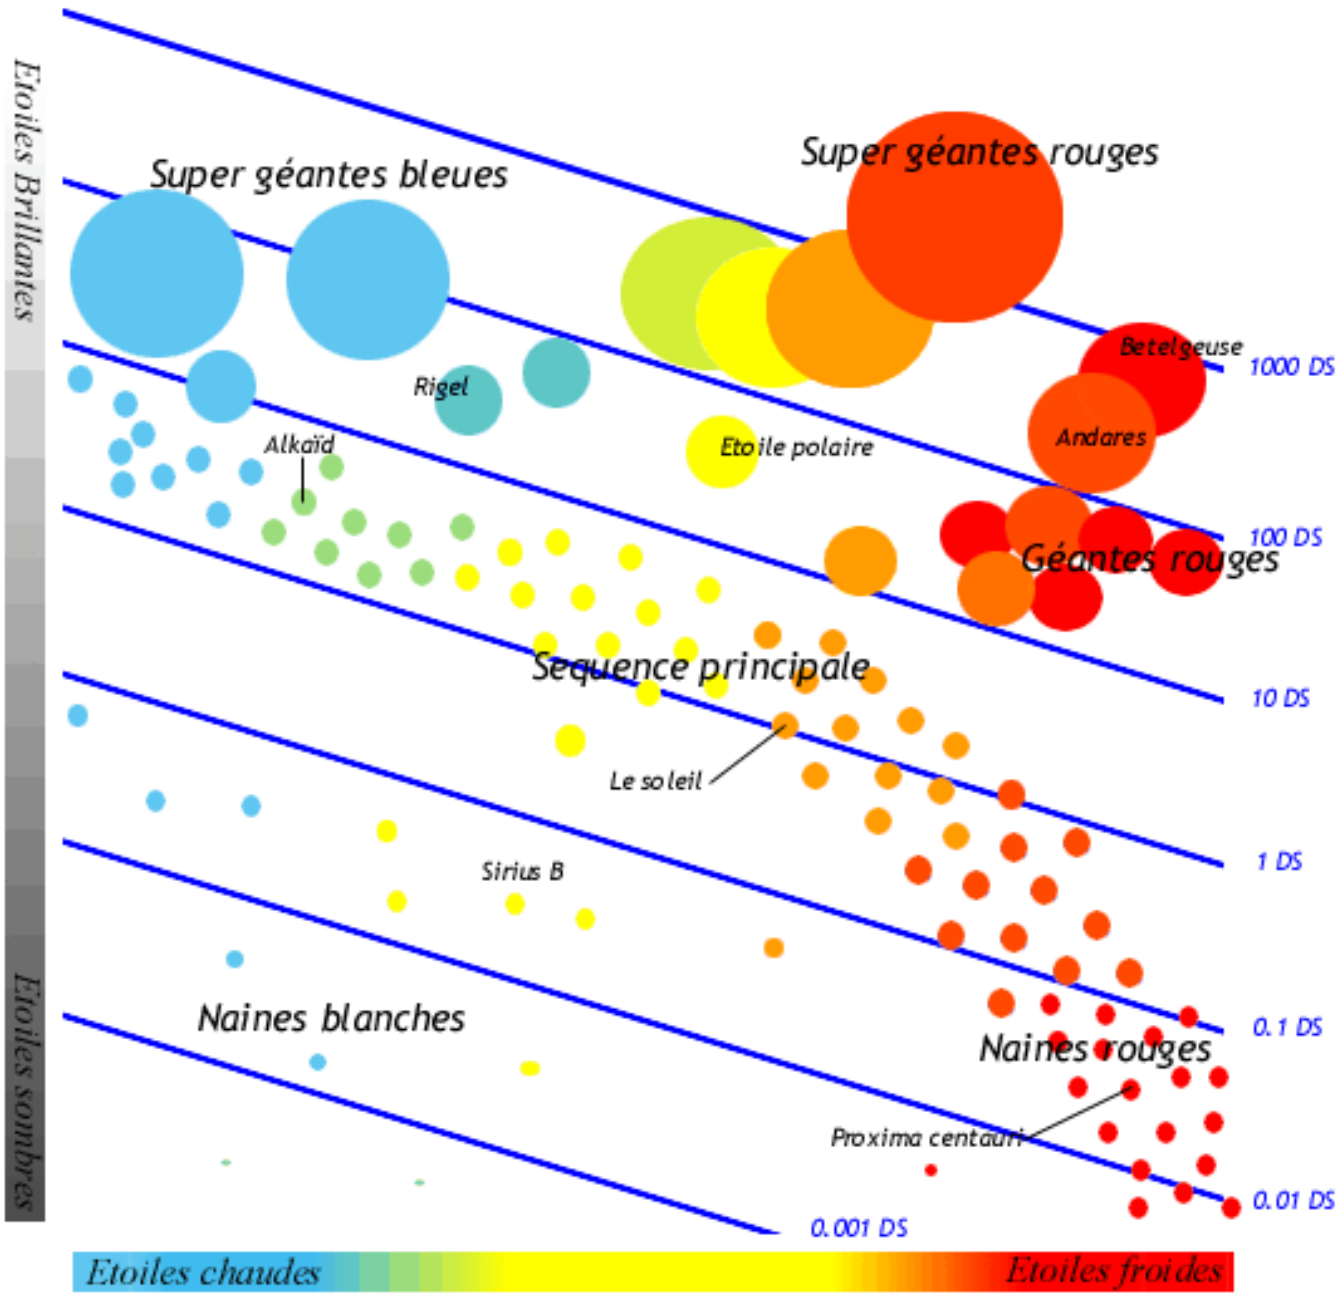 Etoiles Brillantes
Super géantes rouges
Super géantes bleues
Betelgeuse
1000 DS
Rigel
Andares
Alkaïd
Etoile polaire
100 DS
Géantes rouges
Sequence principale
10 DS
Le soleil
1 DS
Sirius B
Etoiles sombres
Naines blanches
0.1 DS
Naines rouges
Proxima centauri
0.01 DS
0.001 DS
Etoiles chaudes
Etoiles froides